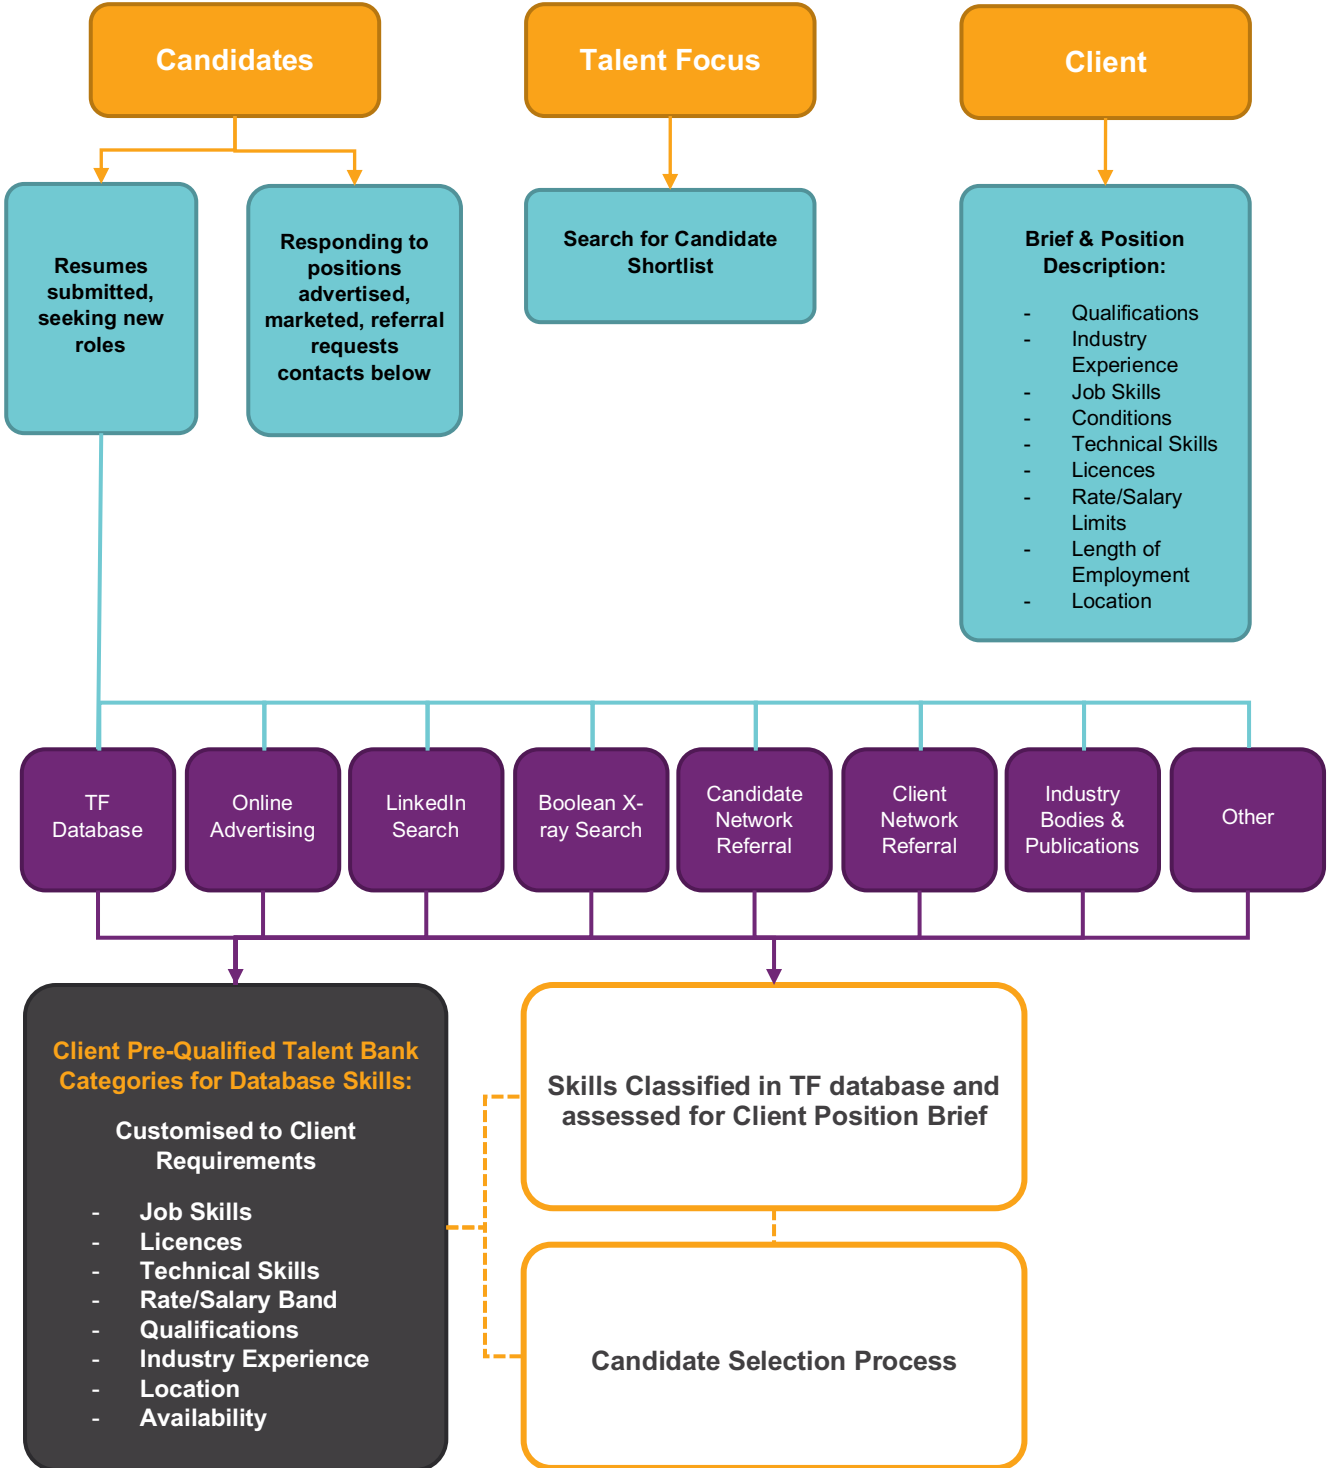 Candidates
Talent Focus
Client
Resumes
submitted,
seeking new
roles
Responding to
positions
advertised,
marketed, referral
requests
contacts below
Search for Candidate
Shortlist
Brief & Position
Description:
- Qualifications
- Industry
Experience
- Job Skills
- Conditions
- Technical Skills
- Licences
- Rate/Salary
Limits
- Length of
Employment
- Location
TF
Database
Online
Advertising
LinkedIn
Search
Boolean X-
ray Search
Candidate
Network
Referral
Client
Network
Referral
Industry
Bodies &
Publications
Other
Client Pre-Qualified Talent Bank
Categories for Database Skills:
Customised to Client
Requirements
- Job Skills
- Licences
- Technical Skills
- Rate/Salary Band
- Qualifications
- Industry Experience
- Location
- Availability
Skills Classified in TF database and
assessed for Client Position Brief
Candidate Selection Process